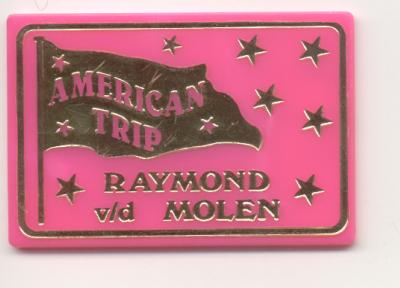 AMERICAN
TRIP
RAYMOND
v/d MOLEN